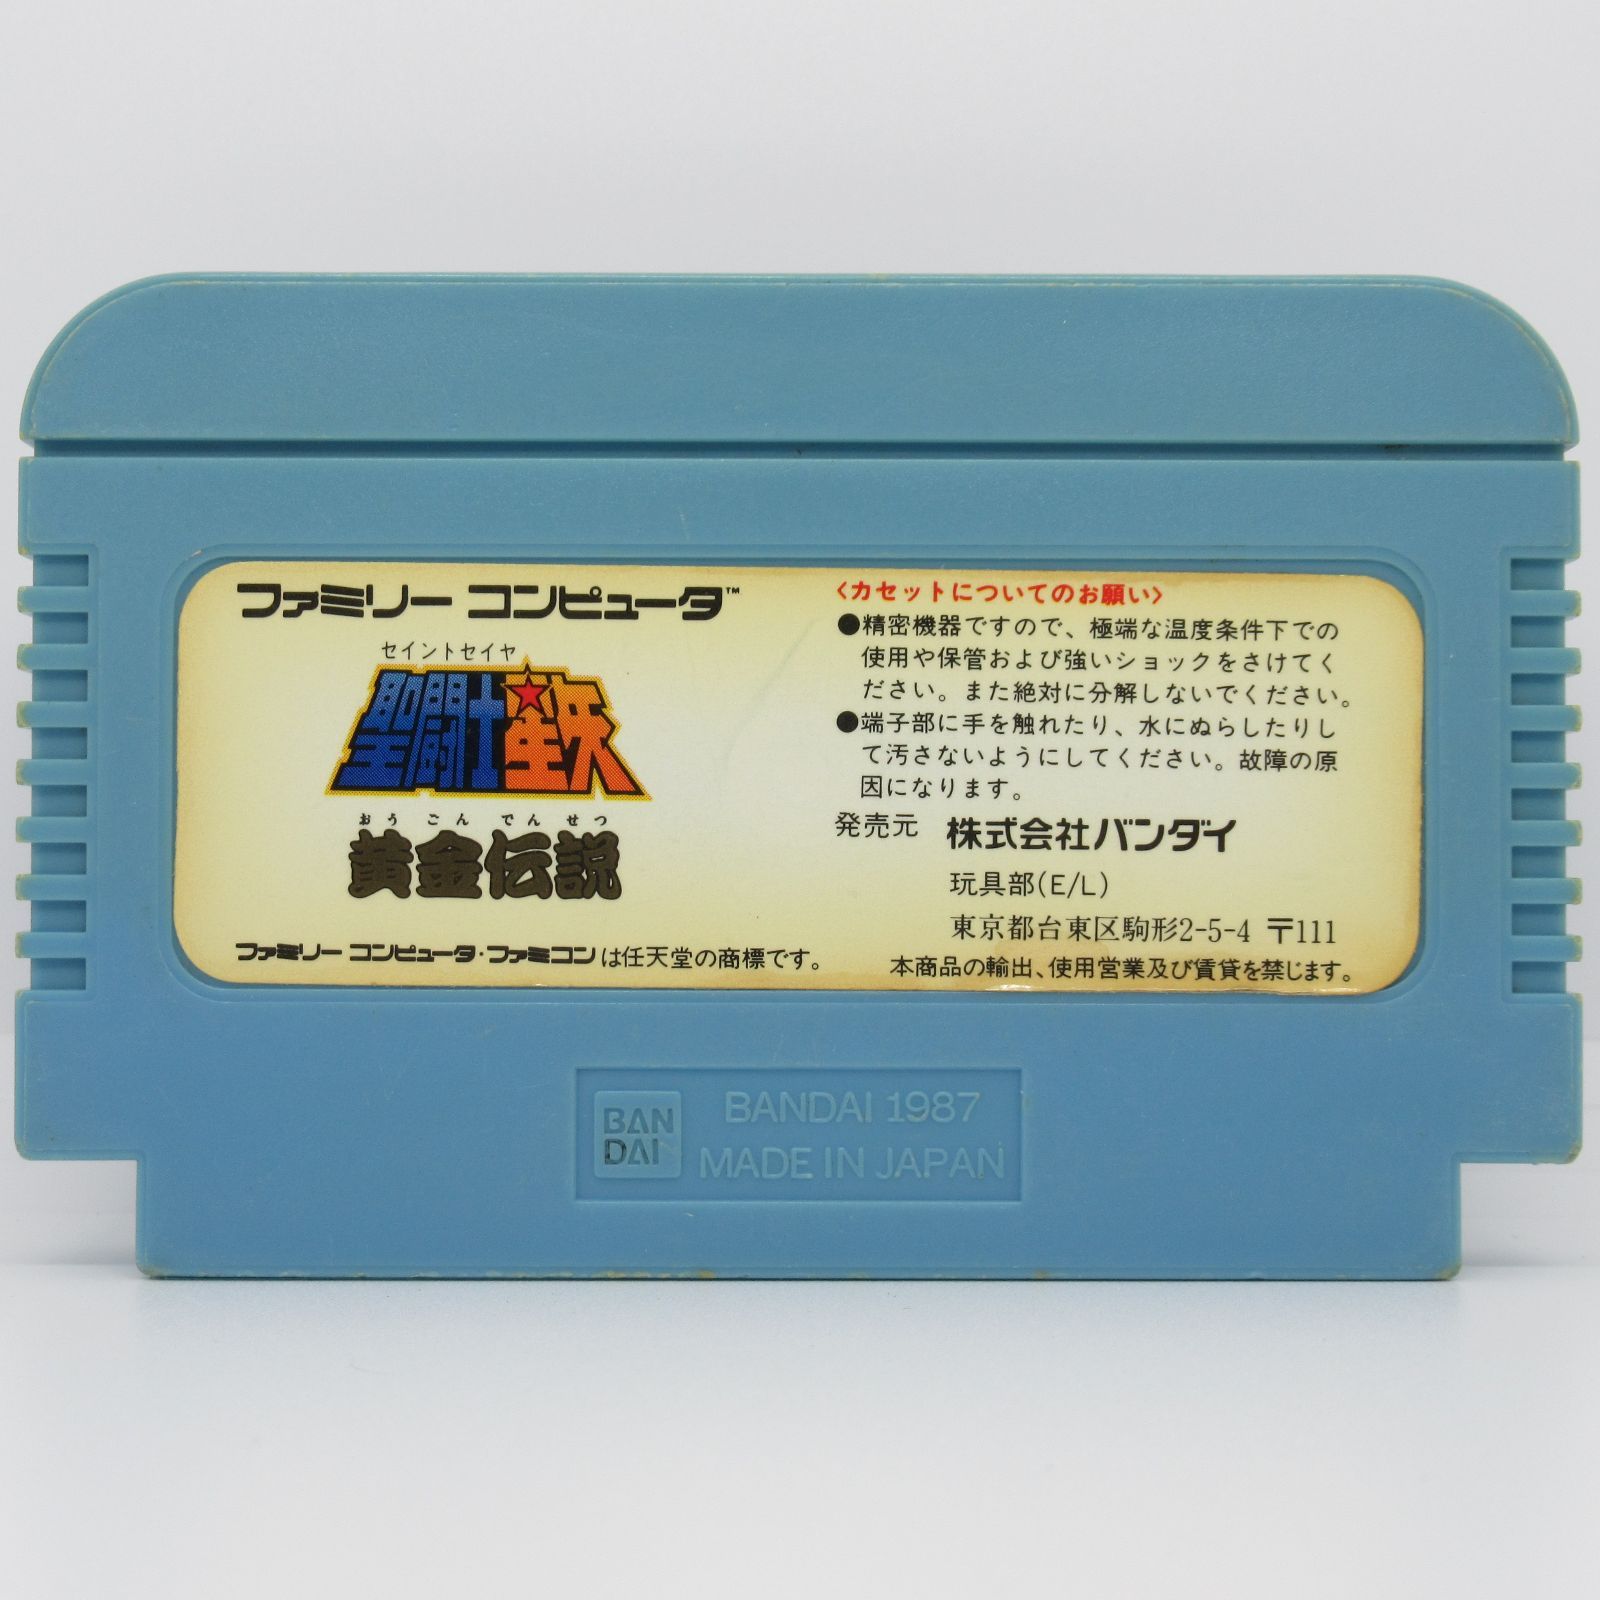 ファミリー コンピュータ™
セイントセイヤ
聖闘士星矢
おうごんでんせつ
黄金伝説
ファミリー コンピュータ・ファミコンは任天堂の商標です。
〈カセットについてのお願い〉
●精密機器ですので、極端な温度条件下での
使用や保管および強いショックをさけてく
ださい。また絶対に分解しないでください。
●端子部に手を触れたり、水にぬらしたりし
て汚さないようにしてください。故障の原
因になります。
発売元 株式会社バンダイ
玩具部(E/L)
東京都台東区駒形2-5-4 〒111
本商品の輸出、使用営業及び賃貸を禁じます。
BAN
DAI
BANDAI 1987
MADE IN JAPAN